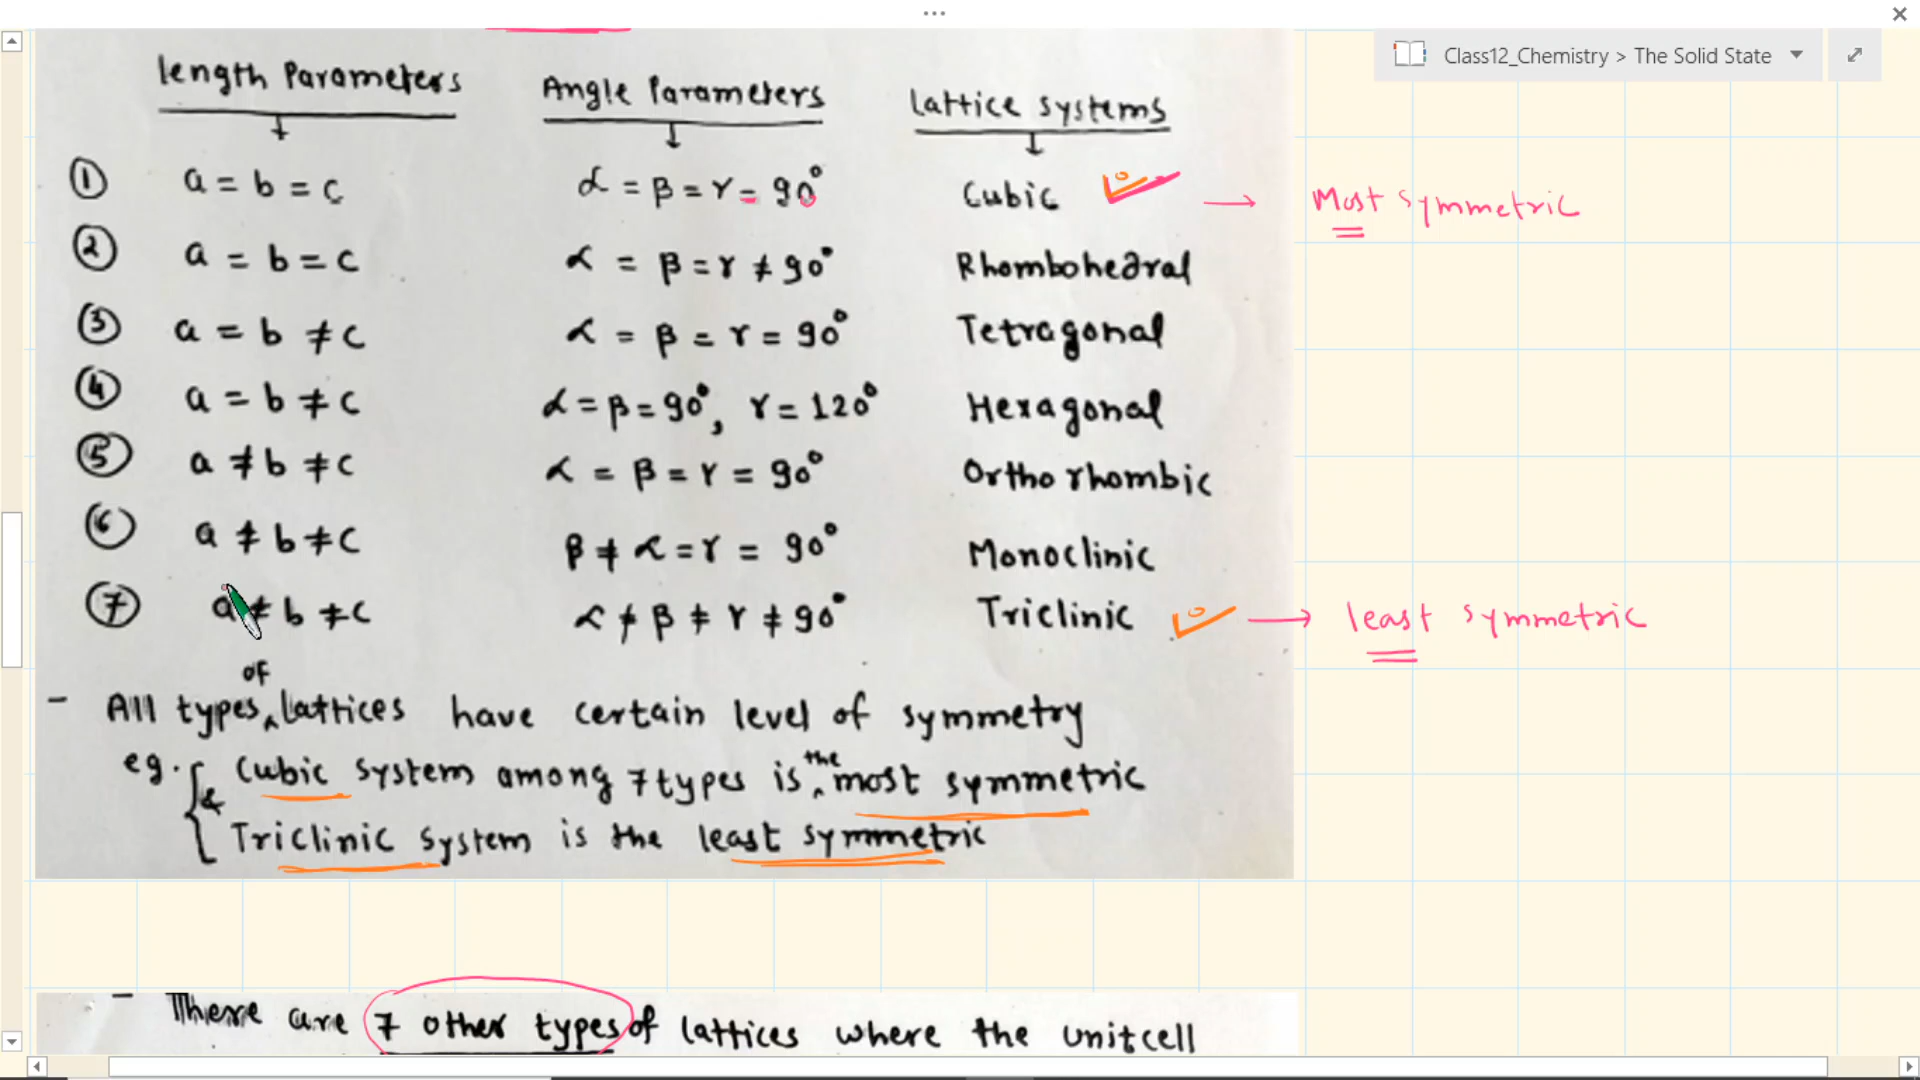 Class12_Chemistry > The Solid State
length Parameters Angle Parameters Lattice systems
① a = b = c α = β = γ = 90° Cubic → Most symmetric
② a = b = c α = β = γ ≠ 90° Rhombohedral
③ a = b ≠ c α = β = γ = 90° Tetragonal
④ a = b ≠ c α = β = 90°, γ = 120° Hexagonal
⑤ a ≠ b ≠ c α = β = γ = 90° Orthorhombic
⑥ a ≠ b ≠ c β ≠ α = γ = 90° Monoclinic
⑦ a ≠ b ≠ c α ≠ β ≠ γ ≠ 90° Triclinic → least symmetric
- All types of lattices have certain level of symmetry
eg. Cubic system among 7 types is the most symmetric
& Triclinic system is the least symmetric
- There are 7 other types of lattices where the unitcell